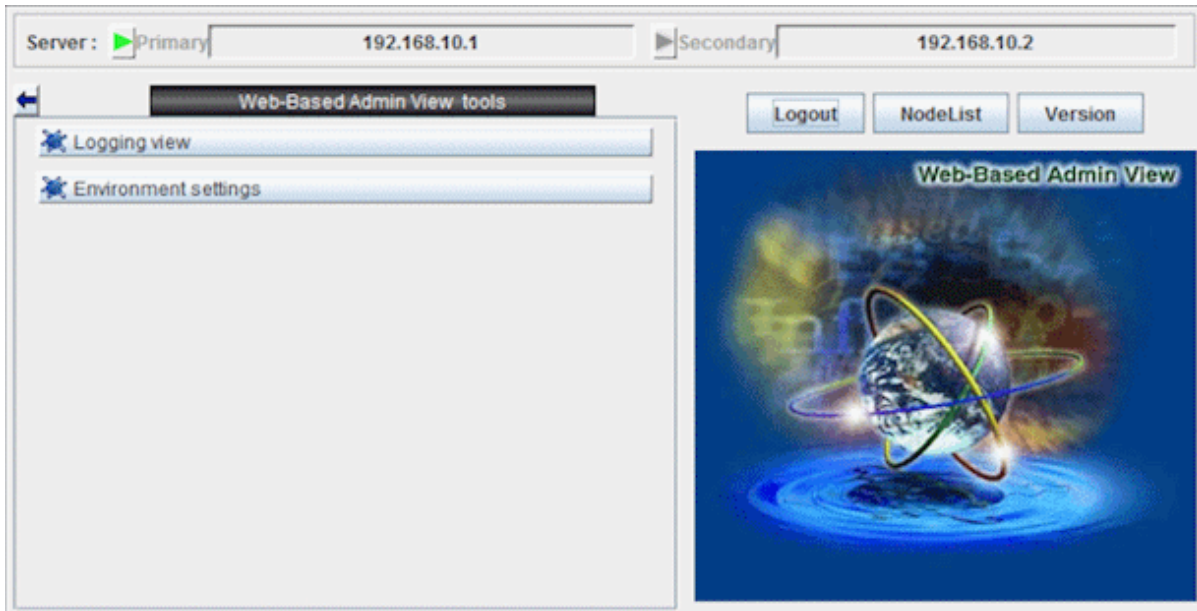 Server : Primary 192.168.10.1 Secondary 192.168.10.2
Web-Based Admin View tools
Logout NodeList Version
Logging view
Environment settings
Web-Based Admin View